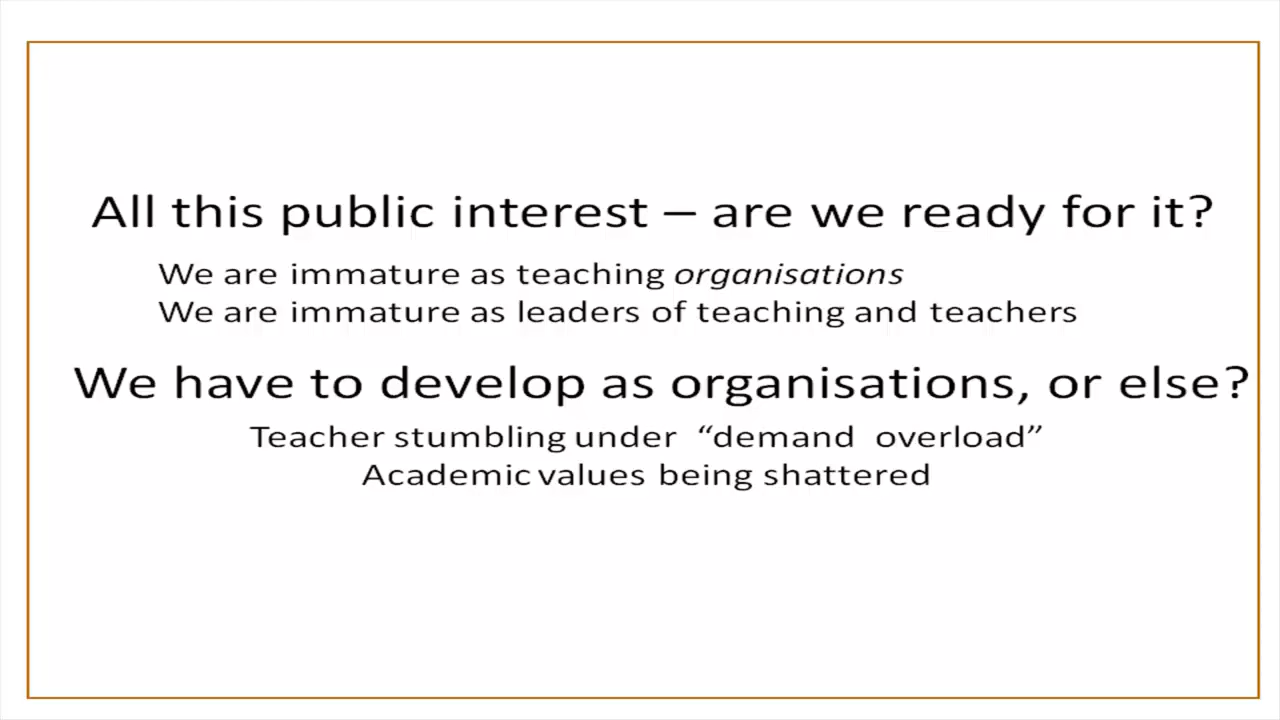 All this public interest – are we ready for it?
We are immature as teaching organisations
We are immature as leaders of teaching and teachers
We have to develop as organisations, or else?
Teacher stumbling under “demand overload”
Academic values being shattered